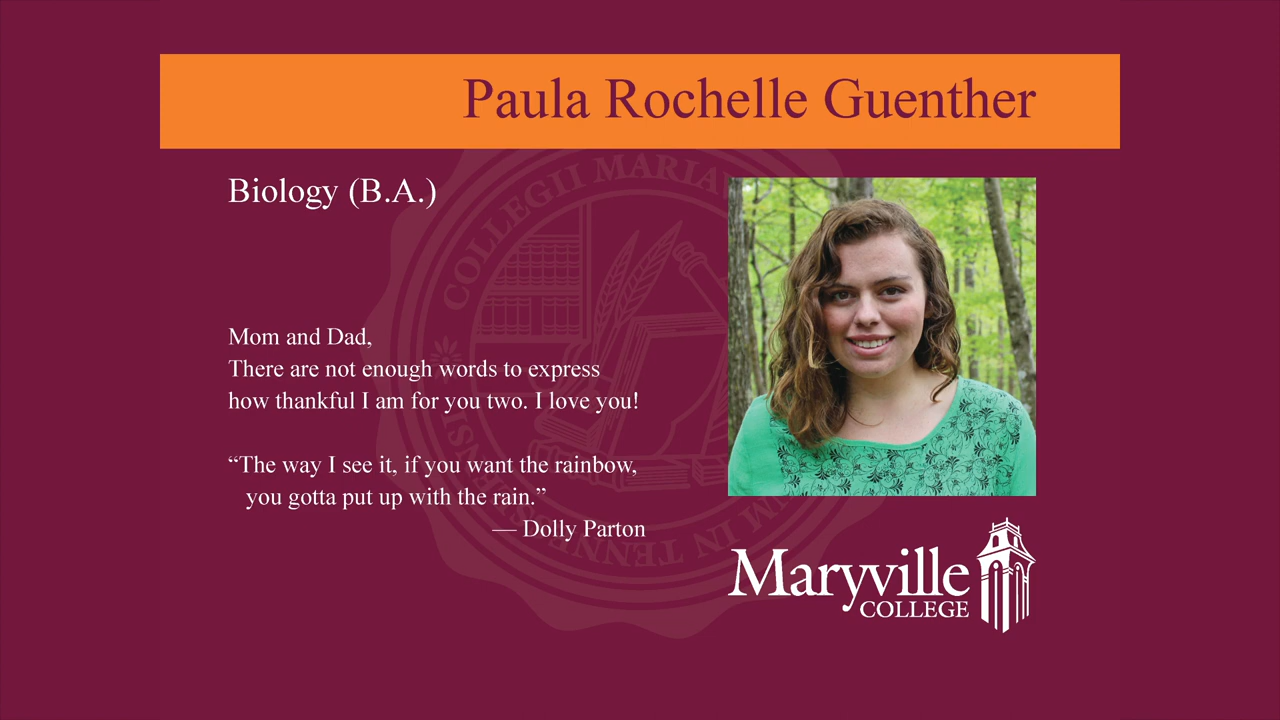 Paula Rochelle Guenther
Biology (B.A.)
Mom and Dad,
There are not enough words to express
how thankful I am for you two. I love you!
“The way I see it, if you want the rainbow,
you gotta put up with the rain.”
— Dolly Parton
Maryville
COLLEGE
COLLEGII